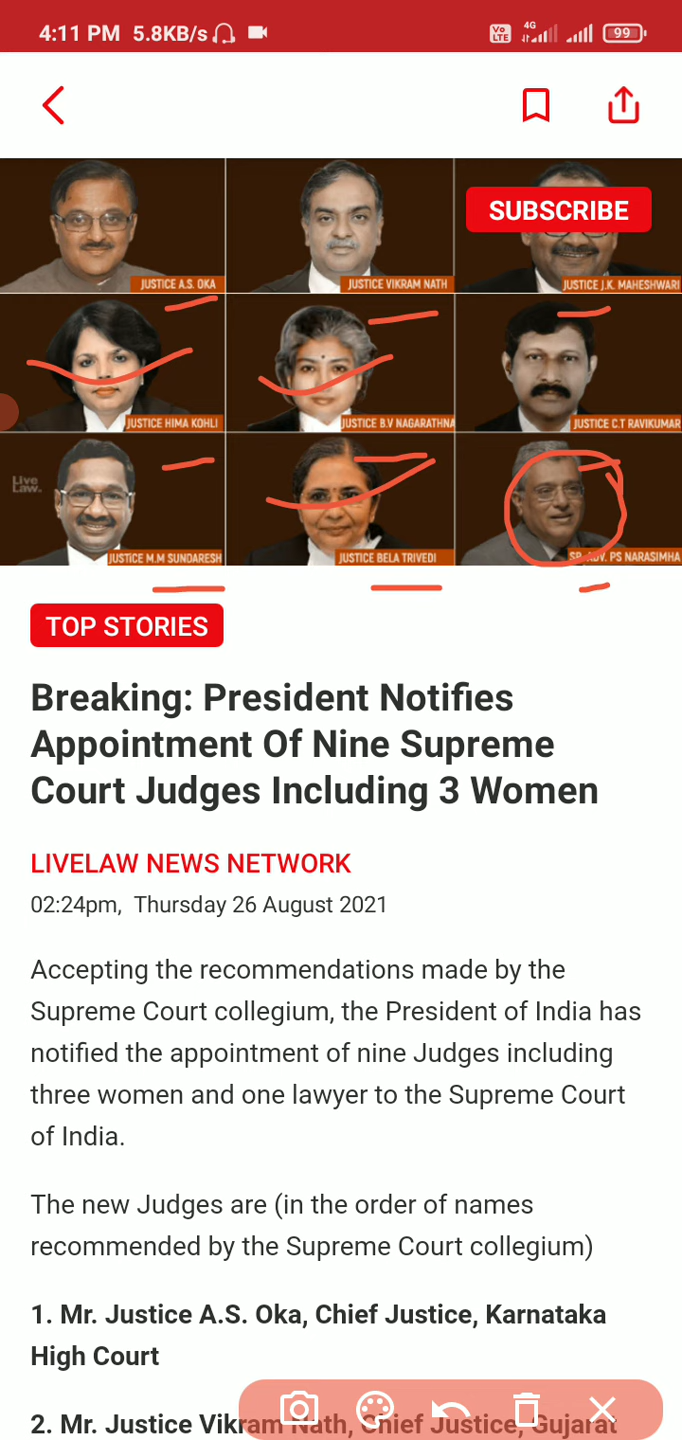 4:11 PM 5.8KB/s Vo LTE 4G 99
SUBSCRIBE
JUSTICE A.S. OKA JUSTICE VIKRAM NATH JUSTICE J.K. MAHESHWARI
JUSTICE HIMA KOHLI JUSTICE B.V NAGARATHNA JUSTICE C.T RAVIKUMAR
Live
Law.
JUSTICE M.M SUNDARESH JUSTICE BELA TRIVEDI SR. ADV. PS NARASIMHA
TOP STORIES
Breaking: President Notifies
Appointment Of Nine Supreme
Court Judges Including 3 Women
LIVELAW NEWS NETWORK
02:24pm, Thursday 26 August 2021
Accepting the recommendations made by the
Supreme Court collegium, the President of India has
notified the appointment of nine Judges including
three women and one lawyer to the Supreme Court
of India.
The new Judges are (in the order of names
recommended by the Supreme Court collegium)
1. Mr. Justice A.S. Oka, Chief Justice, Karnataka
High Court
2. Mr. Justice Vikram Nath, Chief Justice, Gujarat